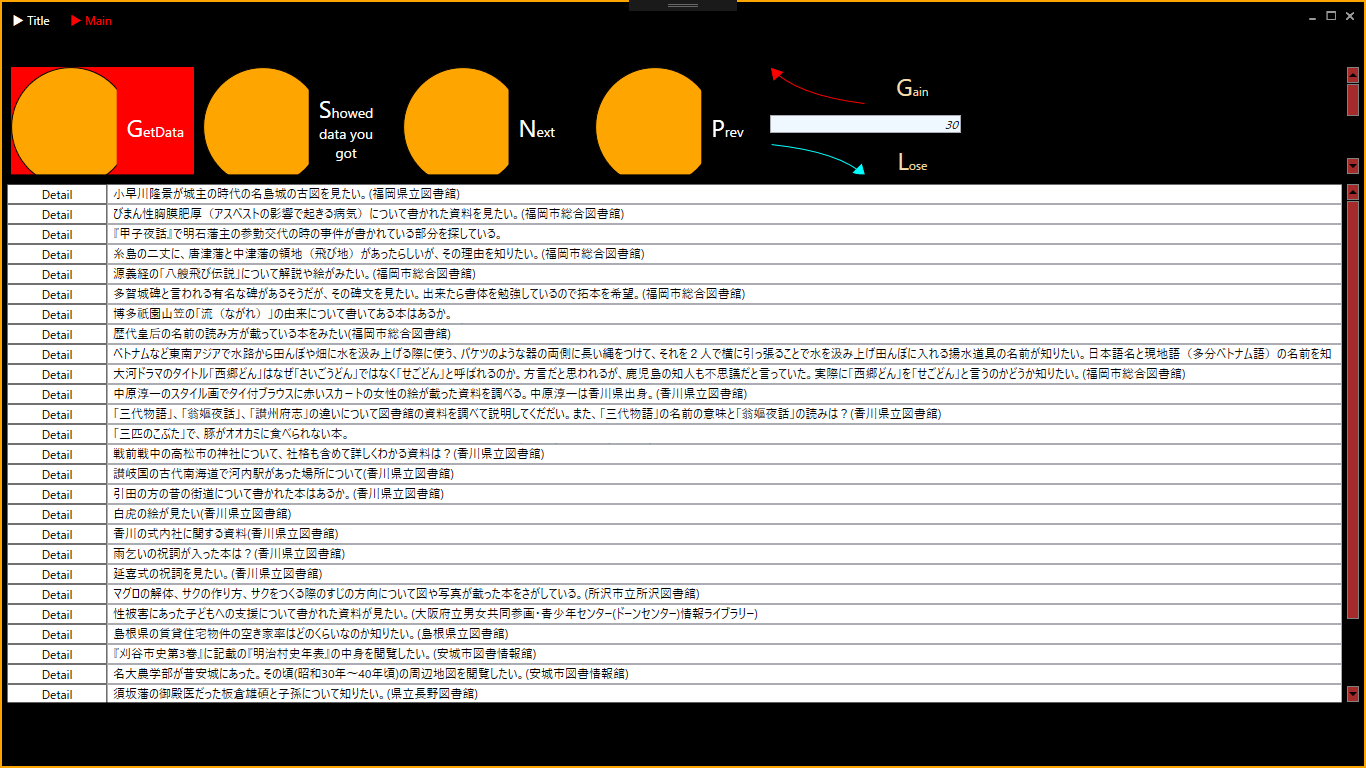 Title
Main
GetData
Showed
data you
got
Next
Prev
Gain
30
Lose
Detail 小早川隆景が城主の時代の名島城の古図を見たい。(福岡県立図書館)
Detail びまん性胸膜肥厚（アスベストの影響で起きる病気）について書かれた資料を見たい。(福岡市総合図書館)
Detail 『甲子夜話』で明石藩主の参勤交代の時の事件が書かれている部分を探している。
Detail 糸島の二丈に、唐津藩と中津藩の領地（飛び地）があったらしいが、その理由を知りたい。(福岡市総合図書館)
Detail 源義経の「八艘飛び伝説」について解説や絵がみたい。(福岡市総合図書館)
Detail 多賀城碑と言われる有名な碑があるそうだが、その碑文を見たい。出来たら書体を勉強しているので拓本を希望。(福岡市総合図書館)
Detail 博多祇園山笠の「流（ながれ）」の由来について書いてある本はあるか。
Detail 歴代皇后の名前の読み方が載っている本をみたい(福岡市総合図書館)
Detail ベトナムなど東南アジアで水路から田んぼや畑に水を汲み上げる際に使う、バケツのような器の両側に長い縄をつけて、それを２人で横に引っ張ることで水を汲み上げ田んぼに入れる揚水道具の名前が知りたい。日本語名と現地語（多分ベトナム語）の名前を知
Detail 大河ドラマのタイトル「西郷どん」はなぜ「さいごうどん」ではなく「せごどん」と呼ばれるのか。方言だと思われるが、鹿児島の知人も不思議だと言っていた。実際に「西郷どん」を「せごどん」と言うのかどうか知りたい。(福岡市総合図書館)
Detail 中原淳一のスタイル画でタイ付ブラウスに赤いスカートの女性の絵が載った資料を調べる。中原淳一は香川県出身。(香川県立図書館)
Detail 「三代物語」、「翁嫗夜話」、「讃州府志」の違いについて図書館の資料を調べて説明してくだだい。また、「三代物語」の名前の意味と「翁嫗夜話」の読みは？(香川県立図書館)
Detail 「三匹のこぶた」で、豚がオオカミに食べられない本。
Detail 戦前戦中の高松市の神社について、社格も含めて詳しくわかる資料は？(香川県立図書館)
Detail 讃岐国の古代南海道で河内駅があった場所について(香川県立図書館)
Detail 引田の方の昔の街道について書かれた本はあるか。(香川県立図書館)
Detail 白虎の絵が見たい(香川県立図書館)
Detail 香川の式内社に関する資料(香川県立図書館)
Detail 雨乞いの祝詞が入った本は？(香川県立図書館)
Detail 延喜式の祝詞を見たい。(香川県立図書館)
Detail マグロの解体、サクの作り方、サクをつくる際のすじの方向について図や写真が載った本をさがしている。(所沢市立所沢図書館)
Detail 性被害にあった子どもへの支援について書かれた資料が見たい。(大阪府立男女共同参画・青少年センター(ドーンセンター)情報ライブラリー)
Detail 島根県の賃貸住宅物件の空き家率はどのくらいなのか知りたい。(島根県立図書館)
Detail 『刈谷市史第3巻』に記載の『明治村史年表』の中身を閲覧したい。(安城市図書情報館)
Detail 名大農学部が昔安城にあった。その頃(昭和30年～40年頃)の周辺地図を閲覧したい。(安城市図書情報館)
Detail 須坂藩の御殿医だった板倉雄碩と子孫について知りたい。(県立長野図書館)